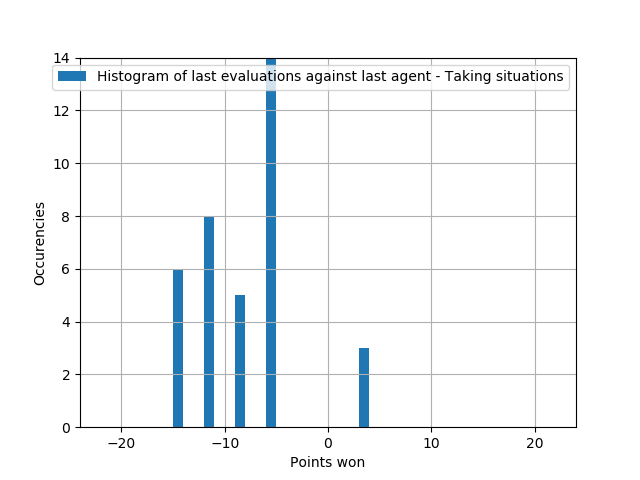 Histogram of last evaluations against last agent - Taking situations
14
12
10
8
6
4
2
0
Occurencies
−20 −10 0 10 20
Points won